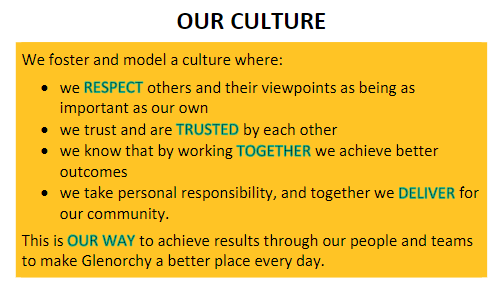 OUR CULTURE
We foster and model a culture where:
• we RESPECT others and their viewpoints as being as
important as our own
• we trust and are TRUSTED by each other
• we know that by working TOGETHER we achieve better
outcomes
• we take personal responsibility, and together we DELIVER for
our community.
This is OUR WAY to achieve results through our people and teams
to make Glenorchy a better place every day.